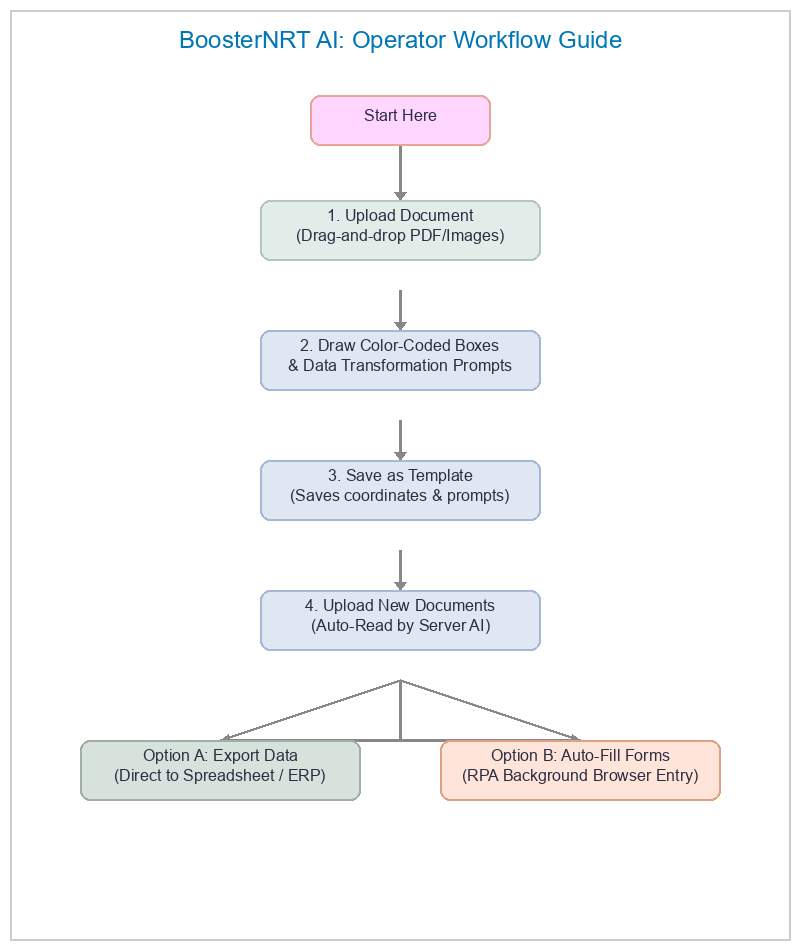 BoosterNRT AI: Operator Workflow Guide
Start Here
1. Upload Document
(Drag-and-drop PDF/Images)
2. Draw Color-Coded Boxes
& Data Transformation Prompts
3. Save as Template
(Saves coordinates & prompts)
4. Upload New Documents
(Auto-Read by Server AI)
Option A: Export Data
(Direct to Spreadsheet / ERP)
Option B: Auto-Fill Forms
(RPA Background Browser Entry)